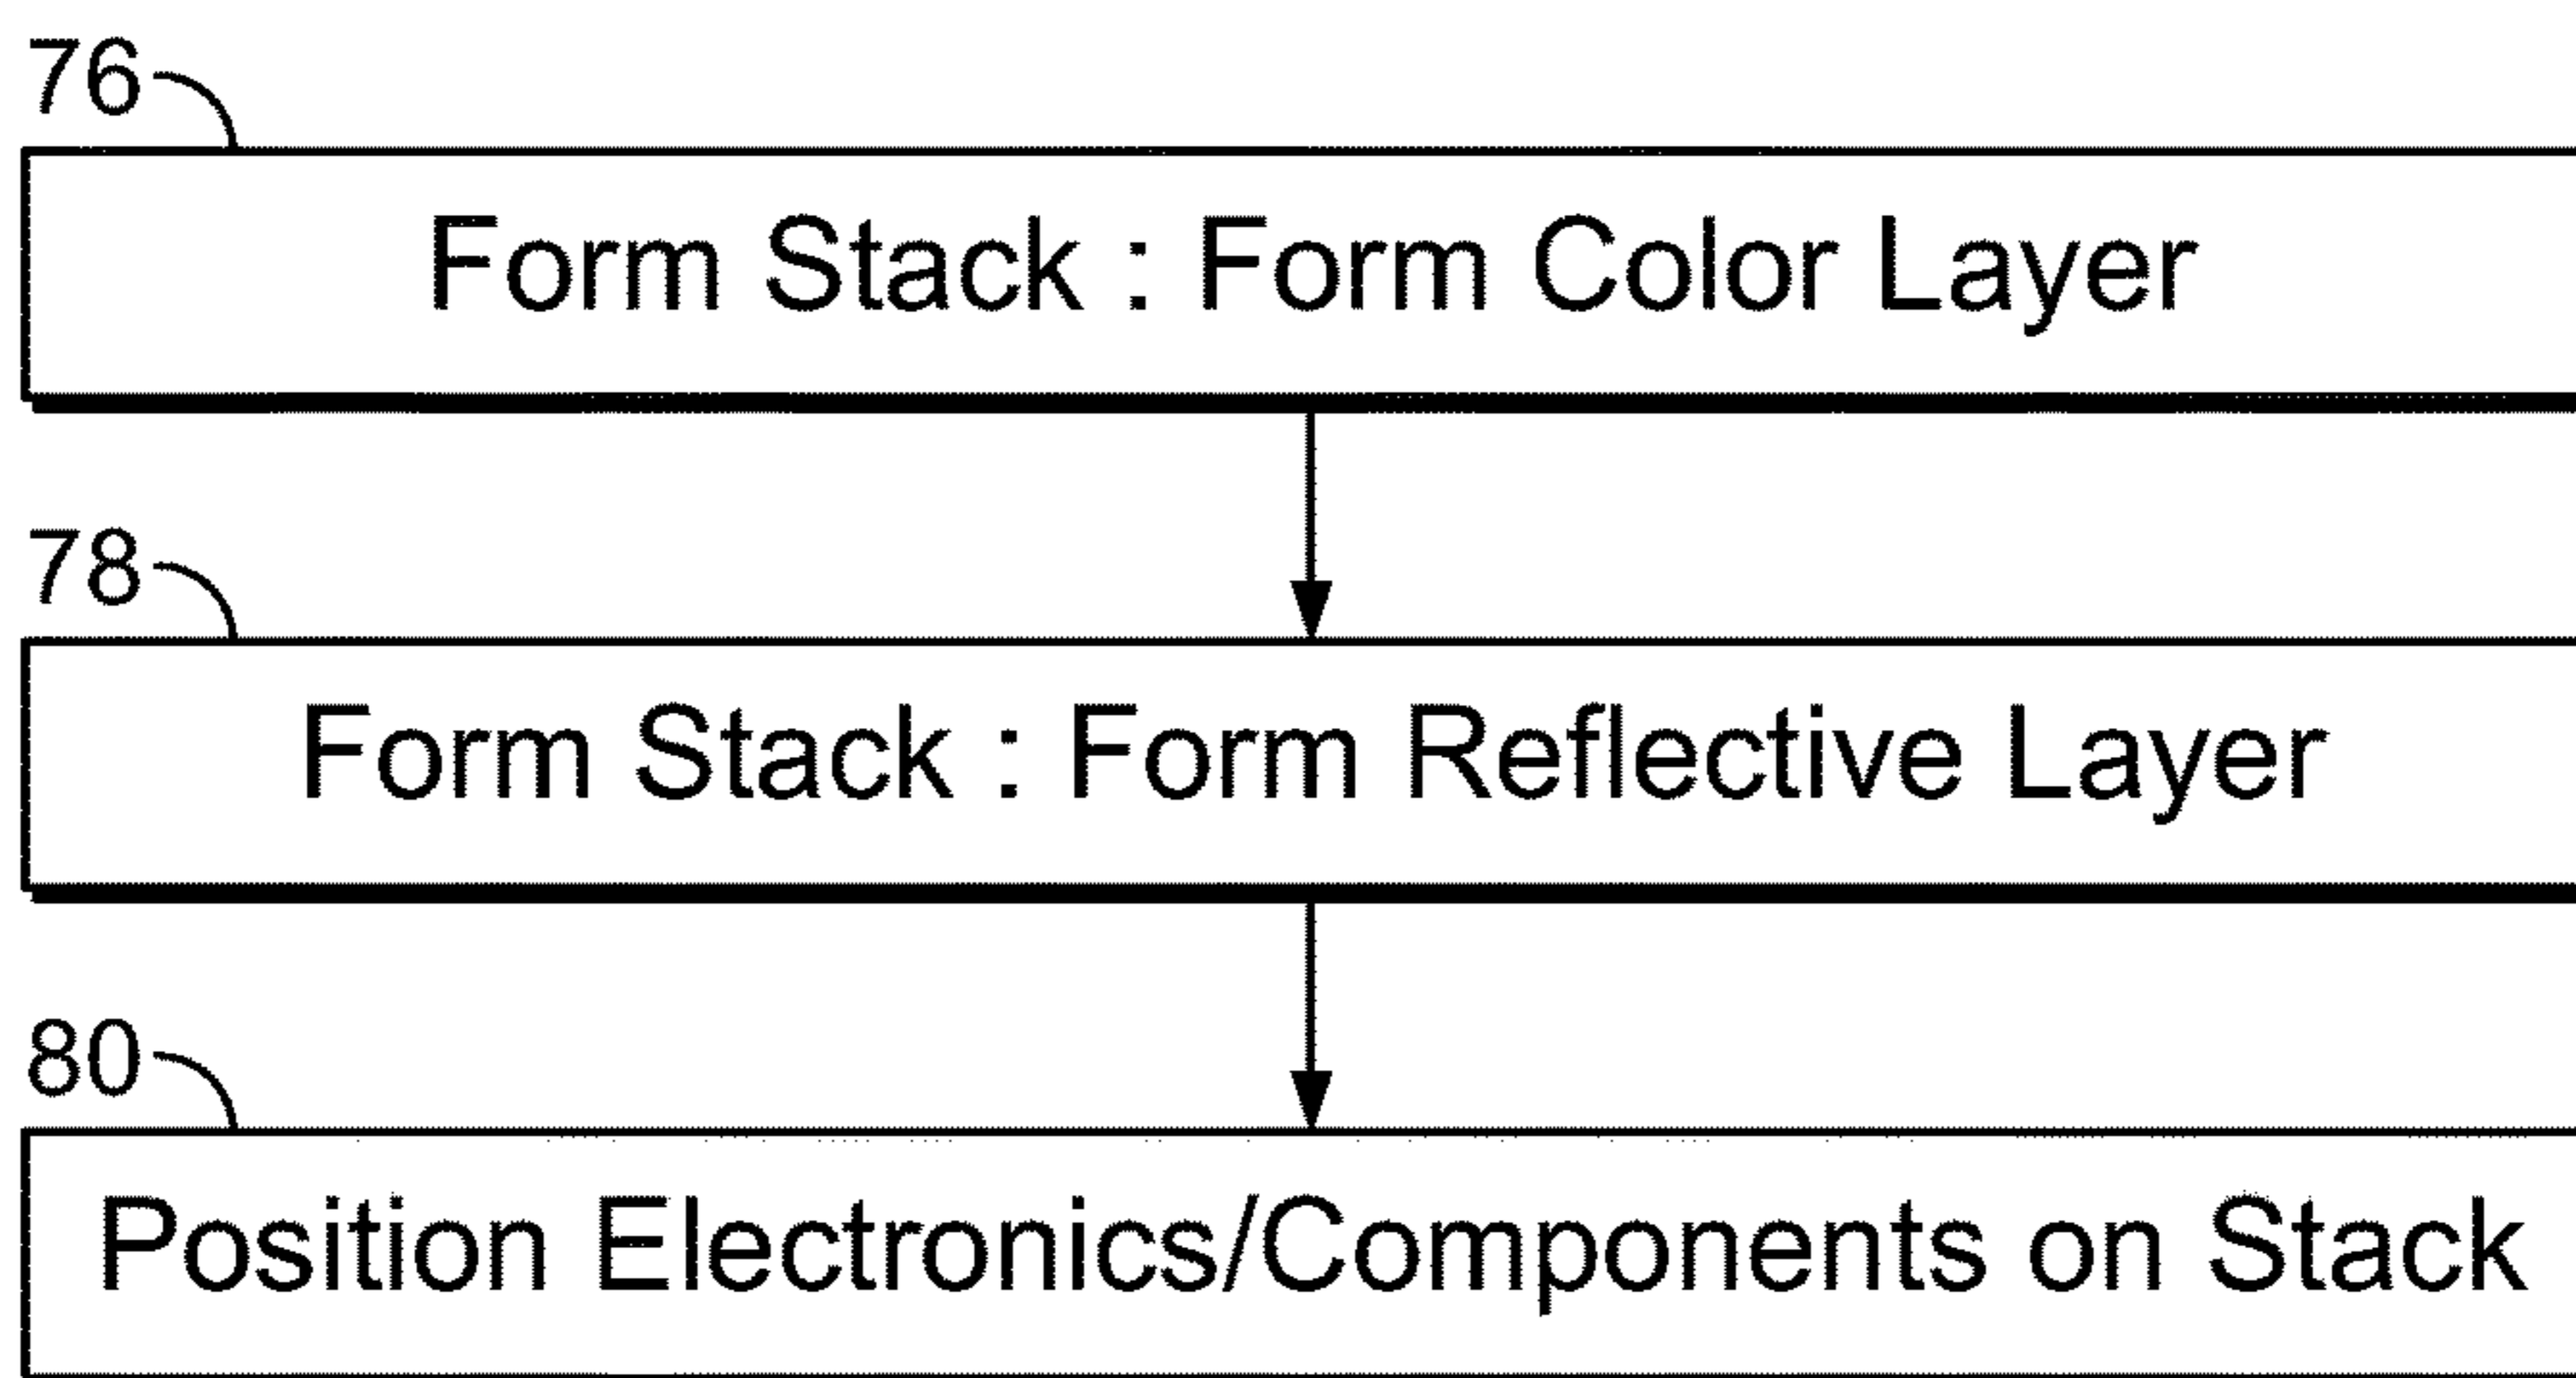 76
Form Stack : Form Color Layer
78
Form Stack : Form Reflective Layer
80
Position Electronics/Components on Stack